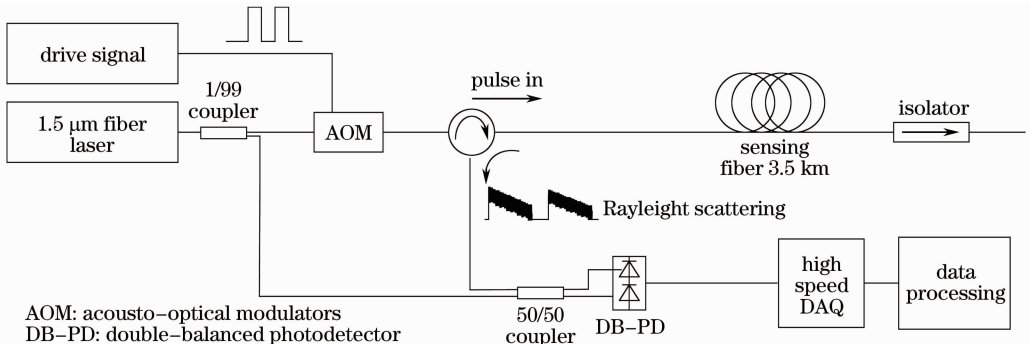 drive signal
1/99
coupler
1.5 μm fiber
laser
AOM
pulse in
sensing
fiber 3.5 km
isolator
Rayleight scattering
50/50
coupler
DB-PD
high
speed
DAQ
data
processing
AOM: acousto-optical modulators
DB-PD: double-balanced photodetector